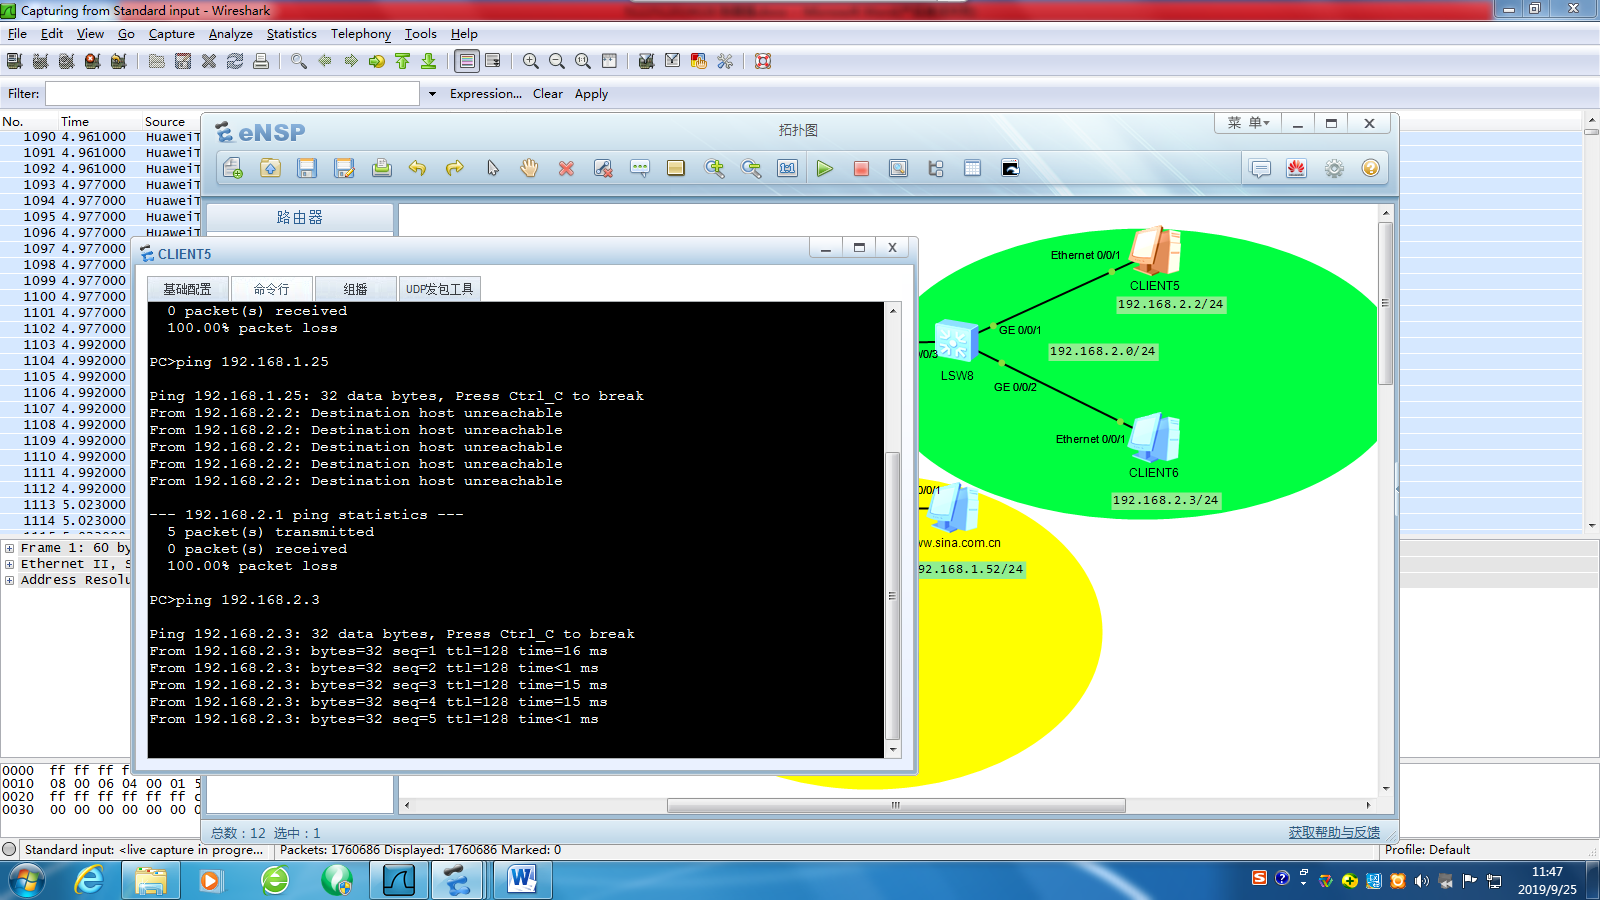 Capturing from Standard input - Wireshark
File Edit View Go Capture Analyze Statistics Telephony Tools Help
Filter: Expression... Clear Apply
No. Time Source
1090 4.961000 HuaweiT
1091 4.961000 HuaweiT
1092 4.961000 HuaweiT
1093 4.977000 HuaweiT
1094 4.977000 HuaweiT
1095 4.977000 HuaweiT
1096 4.977000 HuaweiT
1097 4.977000
1098 4.977000
1099 4.977000
1100 4.977000
1101 4.977000
1102 4.977000
1103 4.992000
1104 4.992000
1105 4.992000
1106 4.992000
1107 4.992000
1108 4.992000
1109 4.992000
1110 4.992000
1111 4.992000
1112 4.992000
1113 5.023000
1114 5.023000
Frame 1: 60 by
Ethernet II, S
Address Resolu
0000 ff ff ff f
0010 08 00 06 04 00 01 5
0020 ff ff ff ff ff ff
0030 00 00 00 00 00 00 0
eNSP
拓扑图
菜 单
1:1
路由器
CLIENT5
基础配置 命令行 组播 UDP发包工具
0 packet(s) received
100.00% packet loss
PC>ping 192.168.1.25
Ping 192.168.1.25: 32 data bytes, Press Ctrl_C to break
From 192.168.2.2: Destination host unreachable
From 192.168.2.2: Destination host unreachable
From 192.168.2.2: Destination host unreachable
From 192.168.2.2: Destination host unreachable
From 192.168.2.2: Destination host unreachable
--- 192.168.2.1 ping statistics ---
5 packet(s) transmitted
0 packet(s) received
100.00% packet loss
PC>ping 192.168.2.3
Ping 192.168.2.3: 32 data bytes, Press Ctrl_C to break
From 192.168.2.3: bytes=32 seq=1 ttl=128 time=16 ms
From 192.168.2.3: bytes=32 seq=2 ttl=128 time<1 ms
From 192.168.2.3: bytes=32 seq=3 ttl=128 time=15 ms
From 192.168.2.3: bytes=32 seq=4 ttl=128 time=15 ms
From 192.168.2.3: bytes=32 seq=5 ttl=128 time<1 ms
Ethernet 0/0/1
CLIENT5
192.168.2.2/24
GE 0/0/1
192.168.2.0/24
0/3
LSW8
GE 0/0/2
Ethernet 0/0/1
CLIENT6
192.168.2.3/24
0/0/1
ww.sina.com.cn
92.168.1.52/24
总数：12 选中：1
获取帮助与反馈
Standard input: <live capture in progre... Packets: 1760686 Displayed: 1760686 Marked: 0 Profile: Default
11:47
2019/9/25